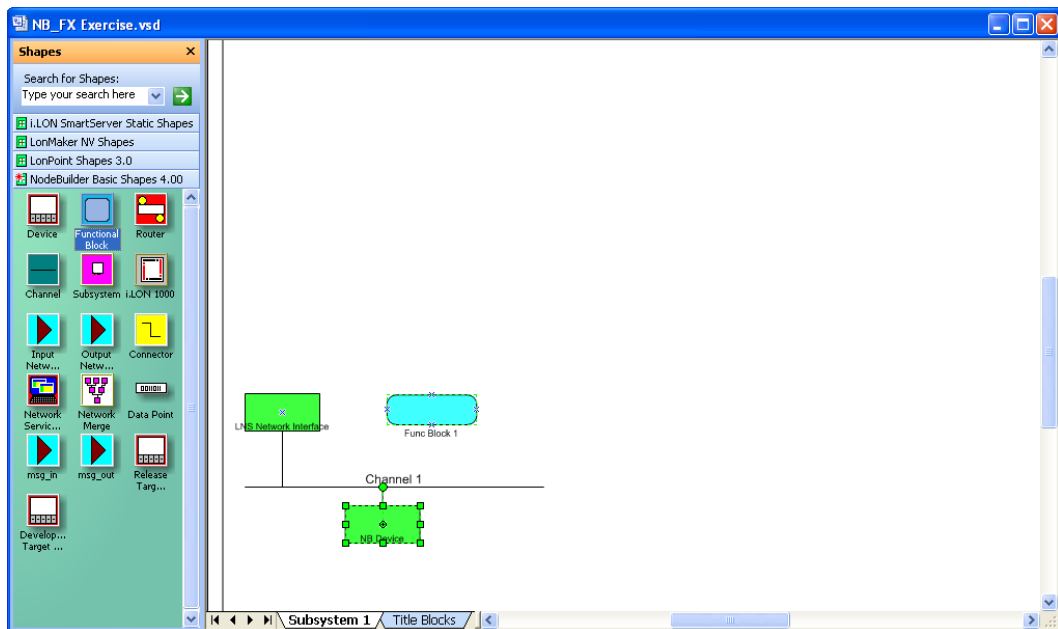 NB_FX Exercise.vsd
Shapes
Search for Shapes:
Type your search here
i.LON SmartServer Static Shapes
LonMaker NV Shapes
LonPoint Shapes 3.0
NodeBuilder Basic Shapes 4.00
Device
Functional Block
Router
Channel
Subsystem
i.LON 1000
Input Netw...
Output Netw...
Connector
Network Servic...
Network Merge
Data Point
msg_in
msg_out
Release Targ...
Develop... Target ...
LNS Network Interface
Func Block 1
Channel 1
NB Device
Subsystem 1
Title Blocks